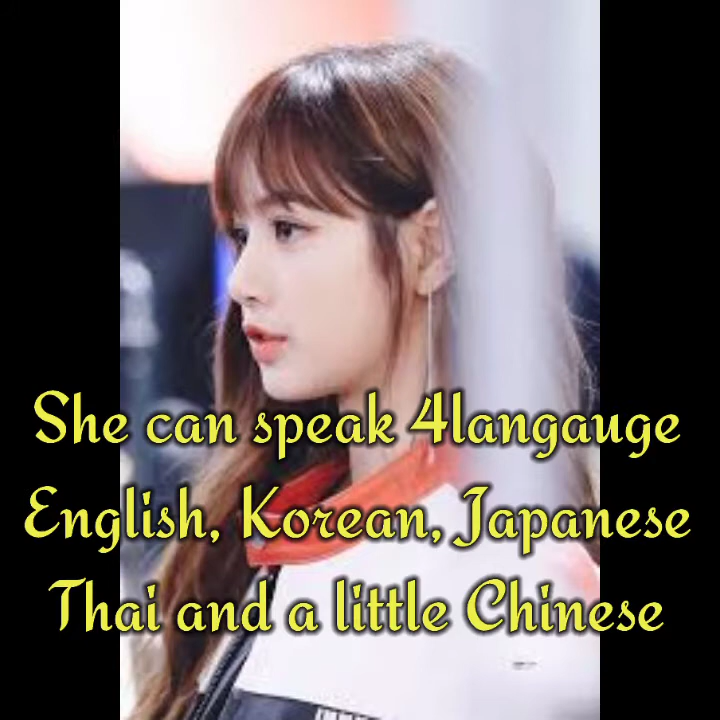 She can speak 4langauge
English, Korean, Japanese
Thai and a little Chinese